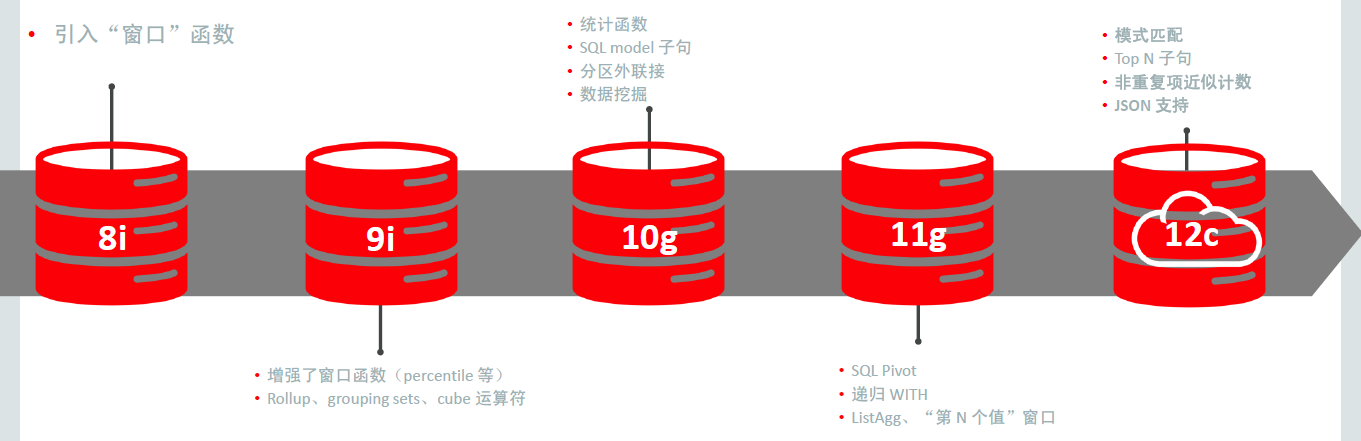 引入“窗口”函数
统计函数
SQL model 子句
分区外联接
数据挖掘
模式匹配
Top N 子句
非重复项近似计数
JSON 支持
8i
9i
10g
11g
12c
增强了窗口函数（percentile 等）
Rollup、grouping sets、cube 运算符
SQL Pivot
递归 WITH
ListAgg、“第 N 个值”窗口